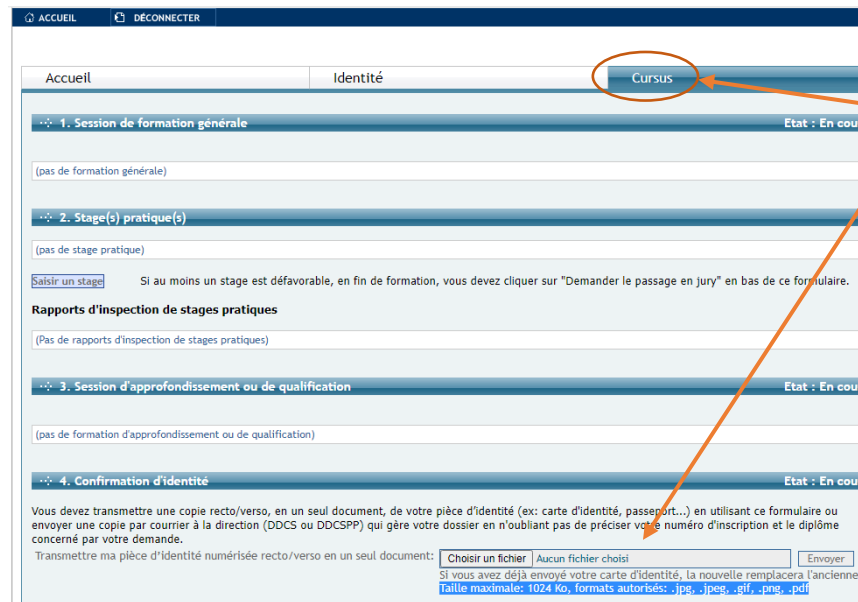 ACCUEIL DÉCONNECTER
Accueil Identité Cursus
1. Session de formation générale Etat : En cou
(pas de formation générale)
2. Stage(s) pratique(s)
(pas de stage pratique)
Saisir un stage Si au moins un stage est défavorable, en fin de formation, vous devez cliquer sur "Demander le passage en jury" en bas de ce formulaire.
Rapports d'inspection de stages pratiques
(Pas de rapports d'inspection de stages pratiques)
3. Session d'approfondissement ou de qualification Etat : En cou
(pas de formation d'approfondissement ou de qualification)
4. Confirmation d'identité Etat : En cou
Vous devez transmettre une copie recto/verso, en un seul document, de votre pièce d'identité (ex: carte d'identité, passeport...) en utilisant ce formulaire ou
envoyer une copie par courrier à la direction (DDCS ou DDCSPP) qui gère votre dossier en n'oubliant pas de préciser votre numéro d'inscription et le diplôme
concerné par votre demande.
Transmettre ma pièce d'identité numérisée recto/verso en un seul document: Choisir un fichier Aucun fichier choisi Envoyer
Si vous avez déjà envoyé votre carte d'identité, la nouvelle remplacera l'ancienne
Taille maximale: 1024 Ko, formats autorisés: .jpg, .jpeg, .gif, .png, .pdf